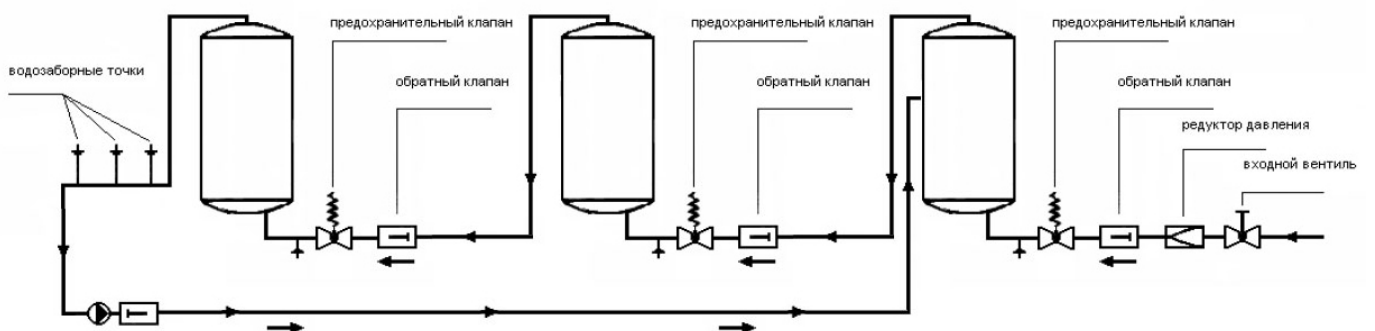 предохранительный клапан
предохранительный клапан
предохранительный клапан
водозаборные точки
обратный клапан
обратный клапан
обратный клапан
редуктор давления
входной вентиль